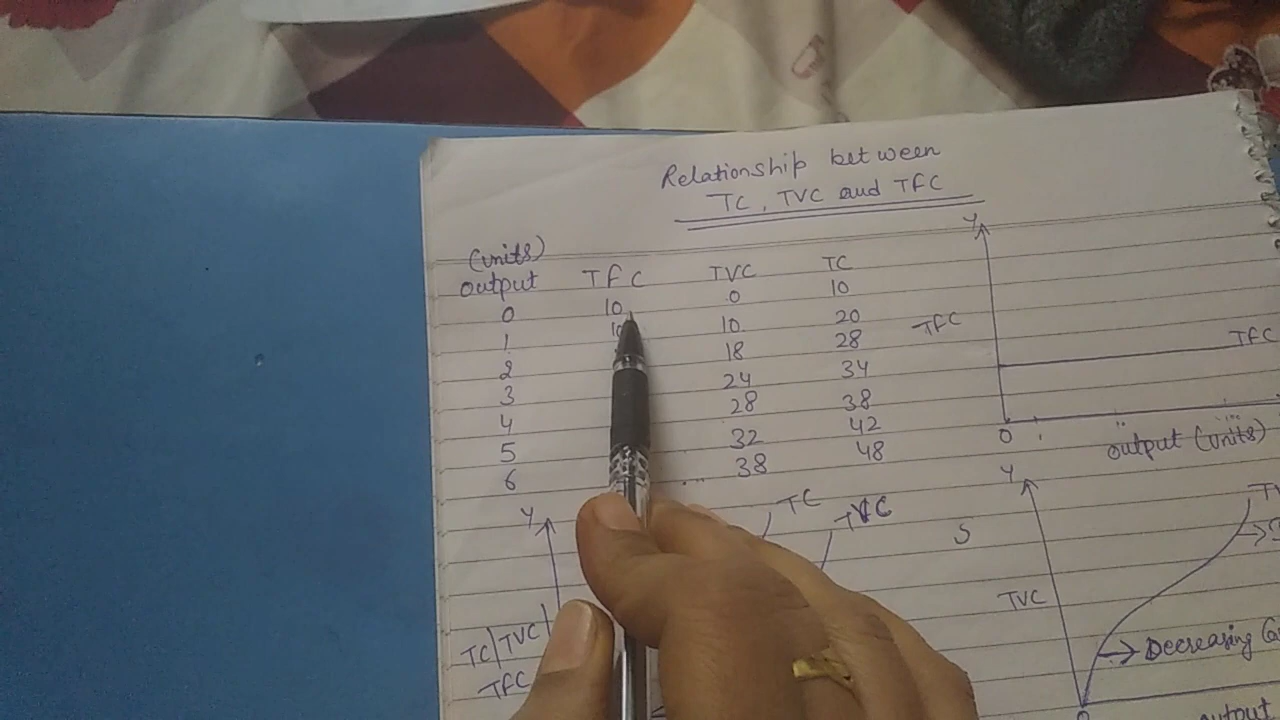 Relationship between
TC, TVC and TFC
(units)
output TFC TVC TC
0 10 0 10
1 10 20
2 18 28
3 24 34
4 28 38
5 32 42
6 38 48
Y
TFC
TFC
0
output (units)
Y
TC
TVC
TC/TVC
TFC
S
Y
TVC
Decreasing
0
output